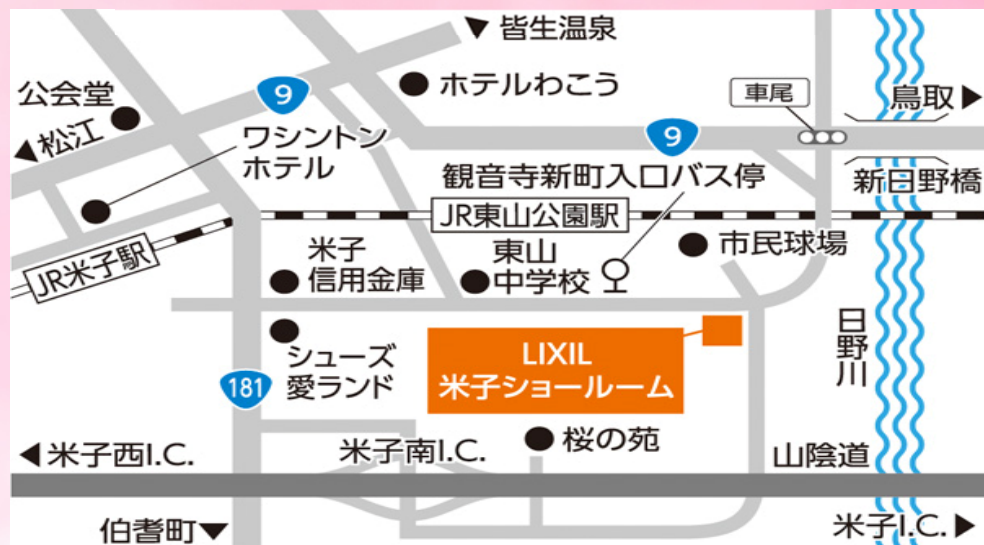 皆生温泉
公会堂
9
ホテルわこう
車尾
鳥取
松江
ワシントン
ホテル
9
観音寺新町入口バス停
新日野橋
JR東山公園駅
JR米子駅
米子
信用金庫
東山
中学校
市民球場
日野川
シューズ
愛ランド
LIXIL
米子ショールーム
181
米子西I.C.
米子南I.C.
桜の苑
山陰道
伯耆町
米子I.C.